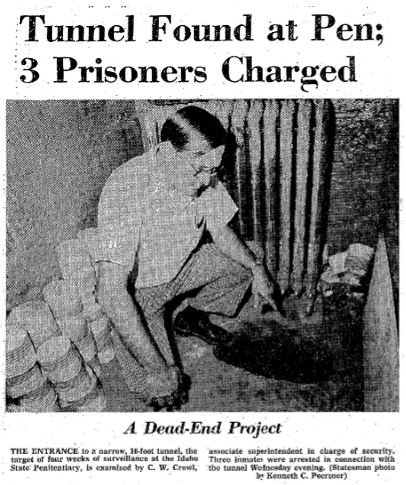 Tunnel Found at Pen;
3 Prisoners Charged
A Dead-End Project
THE ENTRANCE to a narrow, 16-foot tunnel, the
target of four weeks of surveillance at the Idaho
State Penitentiary, is examined by C. W. Crowl,
associate superintendent in charge of security.
Three inmates were arrested in connection with
the tunnel Wednesday evening. (Statesman photo
by Kenneth C.